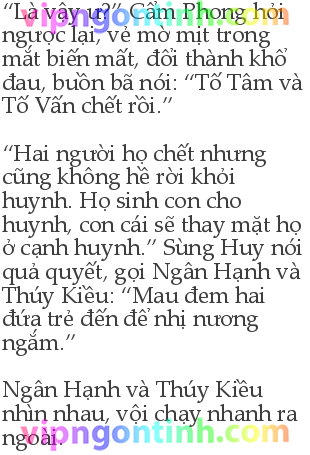 “Là vậy ư?” Cẩm Phong hỏi
vipngontinh.com
ngược lại, vẻ mờ mịt trong
mắt biến mất, đổi thành khổ
đau, buồn bã nói: “Tố Tâm và
Tố Vấn chết rồi.”
“Hai người họ chết nhưng
cũng không hề rời khỏi
huynh. Họ sinh con cho
huynh, con cái sẽ thay mặt họ
ở cạnh huynh.” Sùng Huy nói
quả quyết, gọi Ngân Hạnh và
Thúy Kiều: “Mau đem hai
đứa trẻ đến để nhị nương
ngắm.”
Ngân Hạnh và Thúy Kiều
nhìn nhau, vội chạy nhanh ra
ngoài.
vipngontinh.com